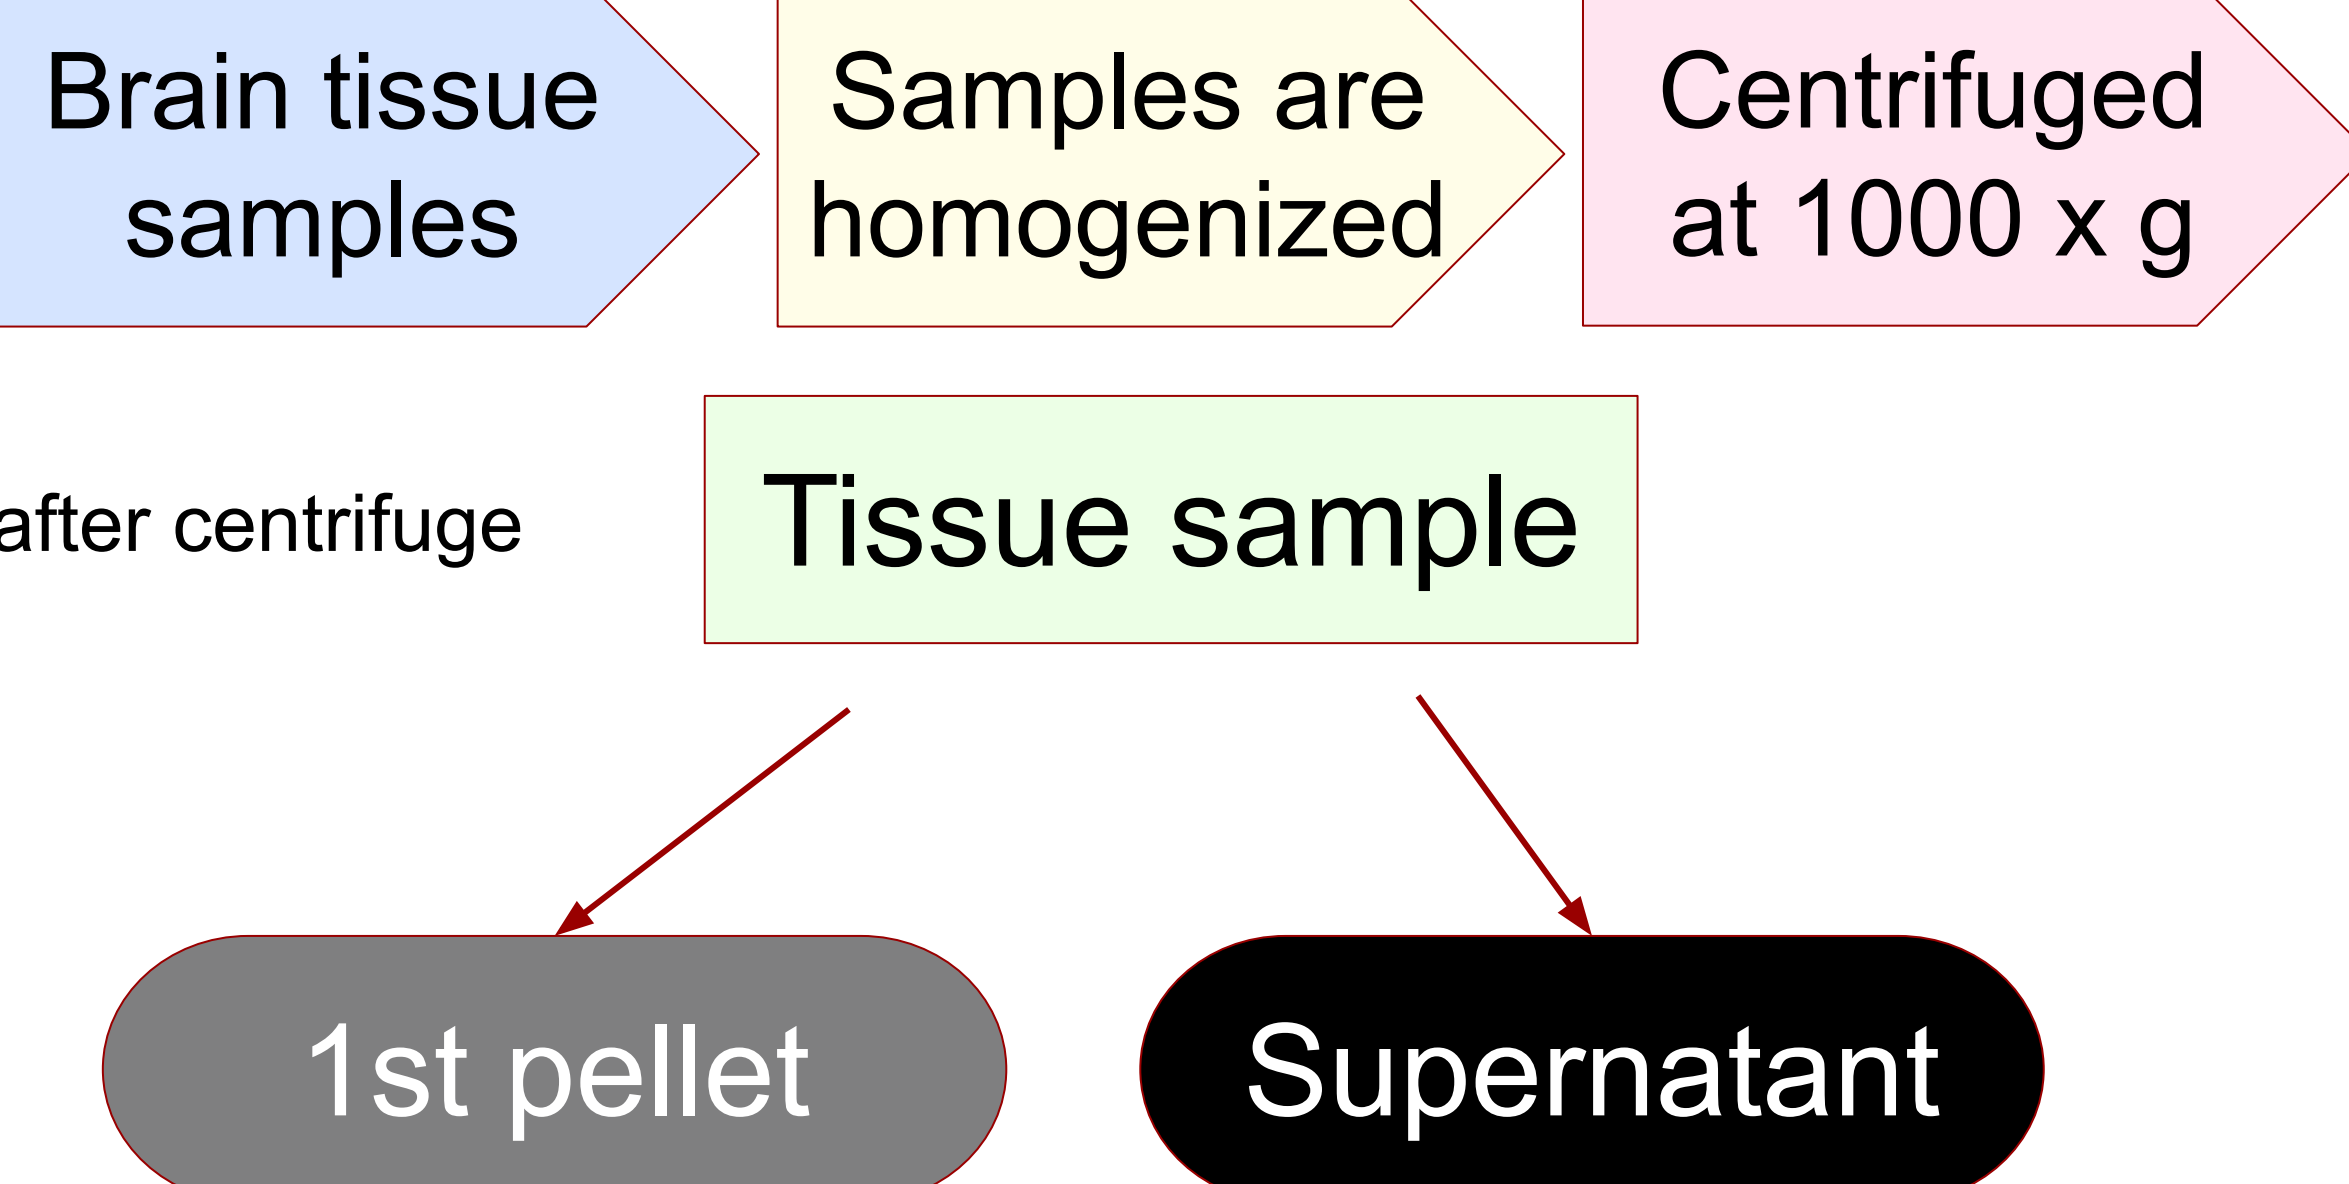 Brain tissue
samples
Samples are
homogenized
Centrifuged
at 1000 x g
after centrifuge
Tissue sample
1st pellet
Supernatant